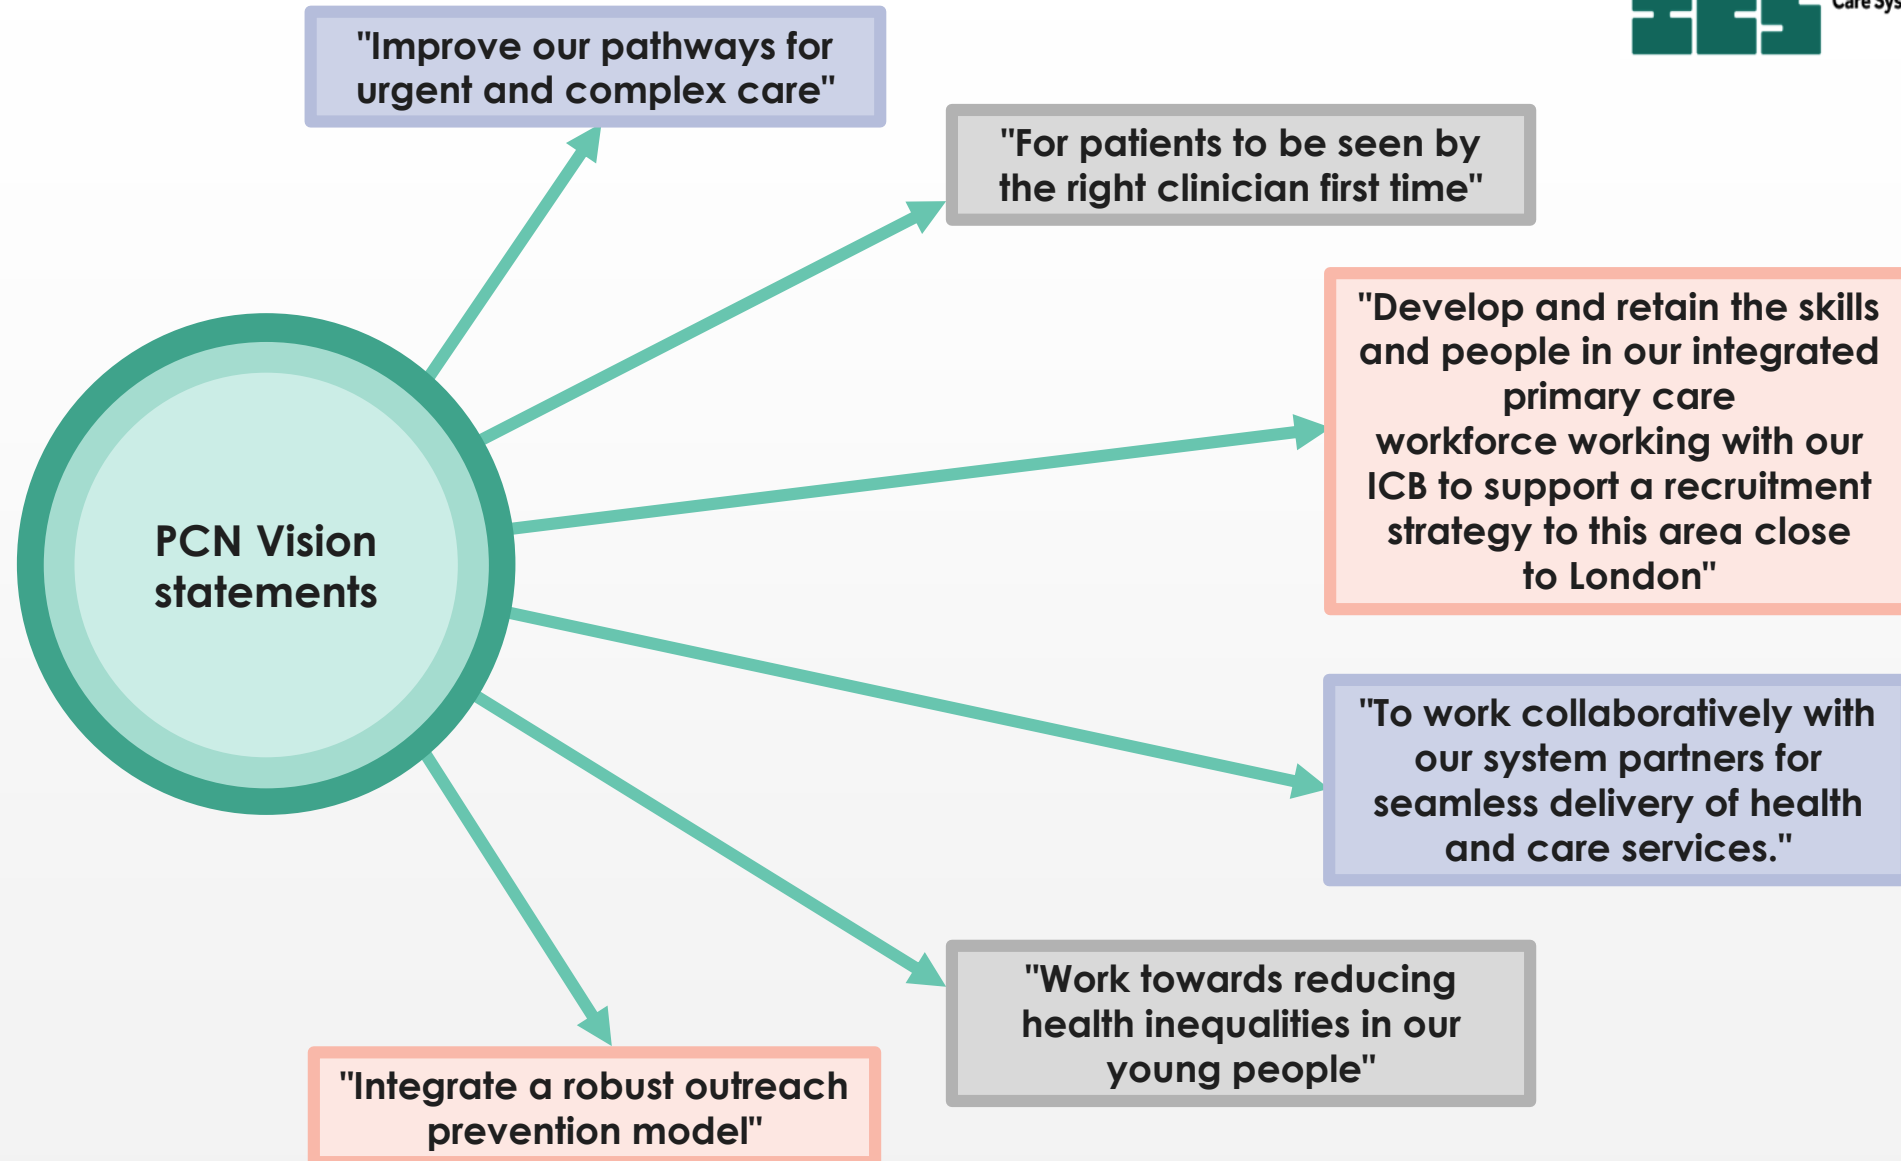 ICS
Care Sys
"Improve our pathways for
urgent and complex care"
"For patients to be seen by
the right clinician first time"
"Develop and retain the skills
and people in our integrated
primary care
workforce working with our
ICB to support a recruitment
strategy to this area close
to London"
PCN Vision
statements
"To work collaboratively with
our system partners for
seamless delivery of health
and care services."
"Work towards reducing
health inequalities in our
young people"
"Integrate a robust outreach
prevention model"